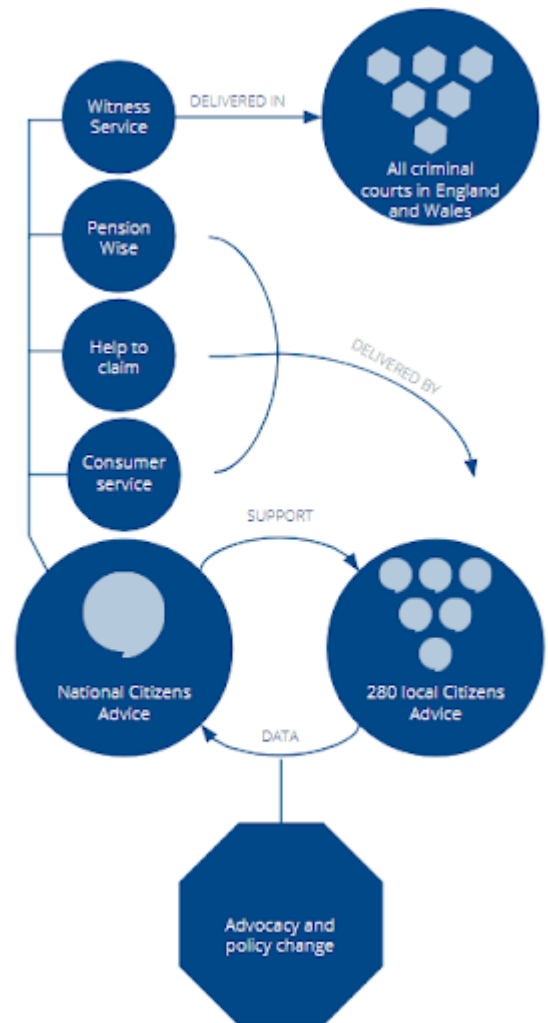 Witness
Service
DELIVERED IN
All criminal
courts in England
and Wales
Pension
Wise
Help to
claim
DELIVERED BY
Consumer
service
SUPPORT
National Citizens
Advice
280 local Citizens
Advice
DATA
Advocacy and
policy change